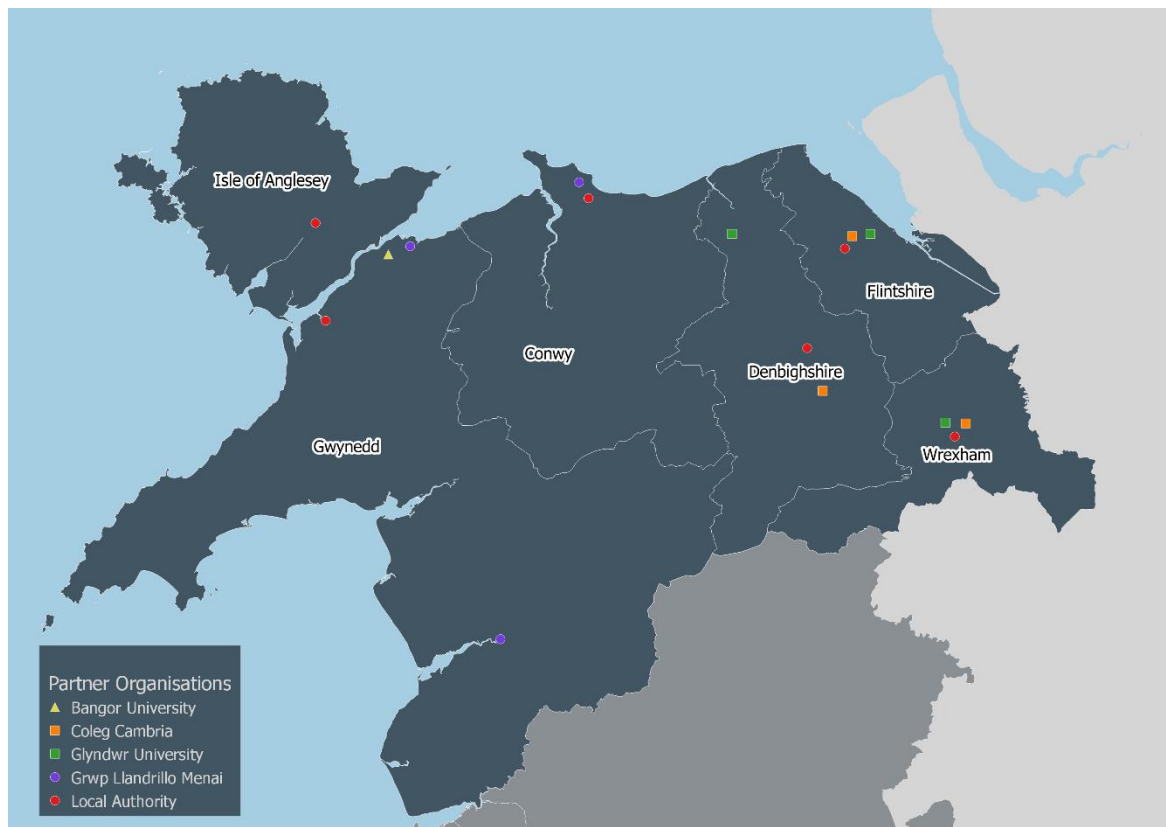 Isle of Anglesey
Flintshire
Conwy
Denbighshire
Gwynedd
Wrexham
Partner Organisations
Bangor University
Coleg Cambria
Glyndwr University
Grwp Llandrillo Menai
Local Authority